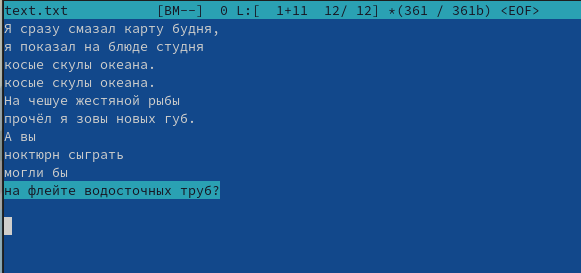 text.txt [BM--] 0 L:[ 1+11 12/ 12] *(361 / 361b) <EOF>
Я сразу смазал карту будня,
я показал на блюде студня
косые скулы океана.
косые скулы океана.
На чешуе жестяной рыбы
прочёл я зовы новых губ.
А вы
ноктюрн сыграть
могли бы
на флейте водосточных труб?